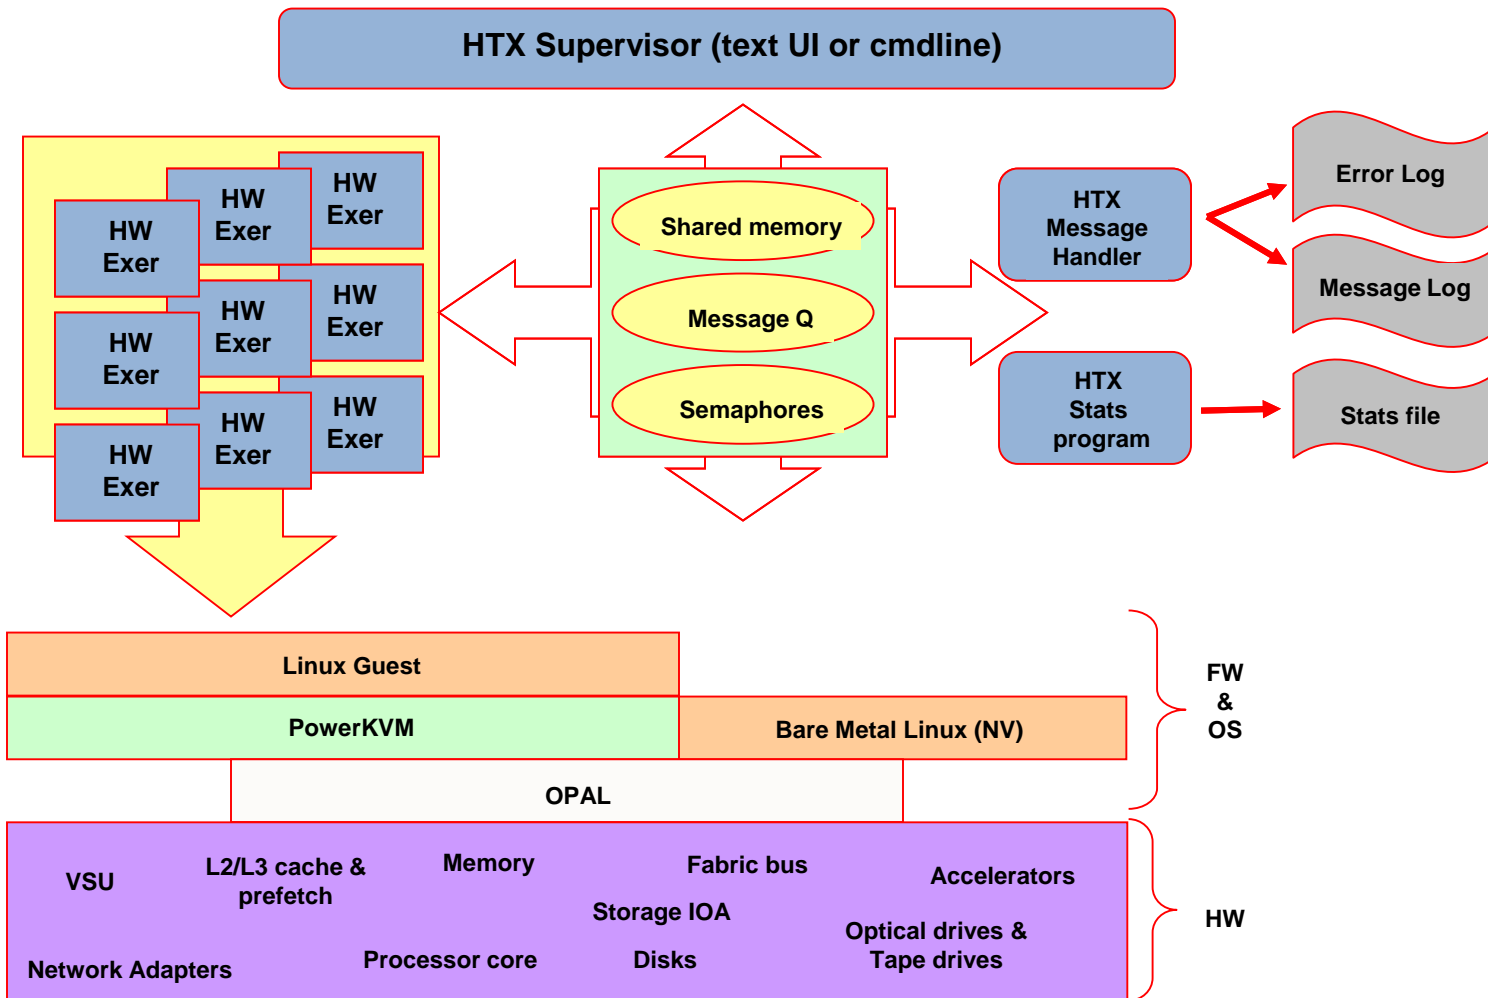 HTX Supervisor (text UI or cmdline)
HW
Exer
HW
Exer
HW
Exer
HW
Exer
HW
Exer
HW
Exer
HW
Exer
HW
Exer
HW
Exer
Shared memory
Message Q
Semaphores
HTX
Message
Handler
HTX
Stats
program
Error Log
Message Log
Stats file
Linux Guest
PowerKVM
Bare Metal Linux (NV)
OPAL
FW
&
OS
VSU
L2/L3 cache &
prefetch
Memory
Fabric bus
Accelerators
Storage IOA
Network Adapters
Processor core
Disks
Optical drives &
Tape drives
HW